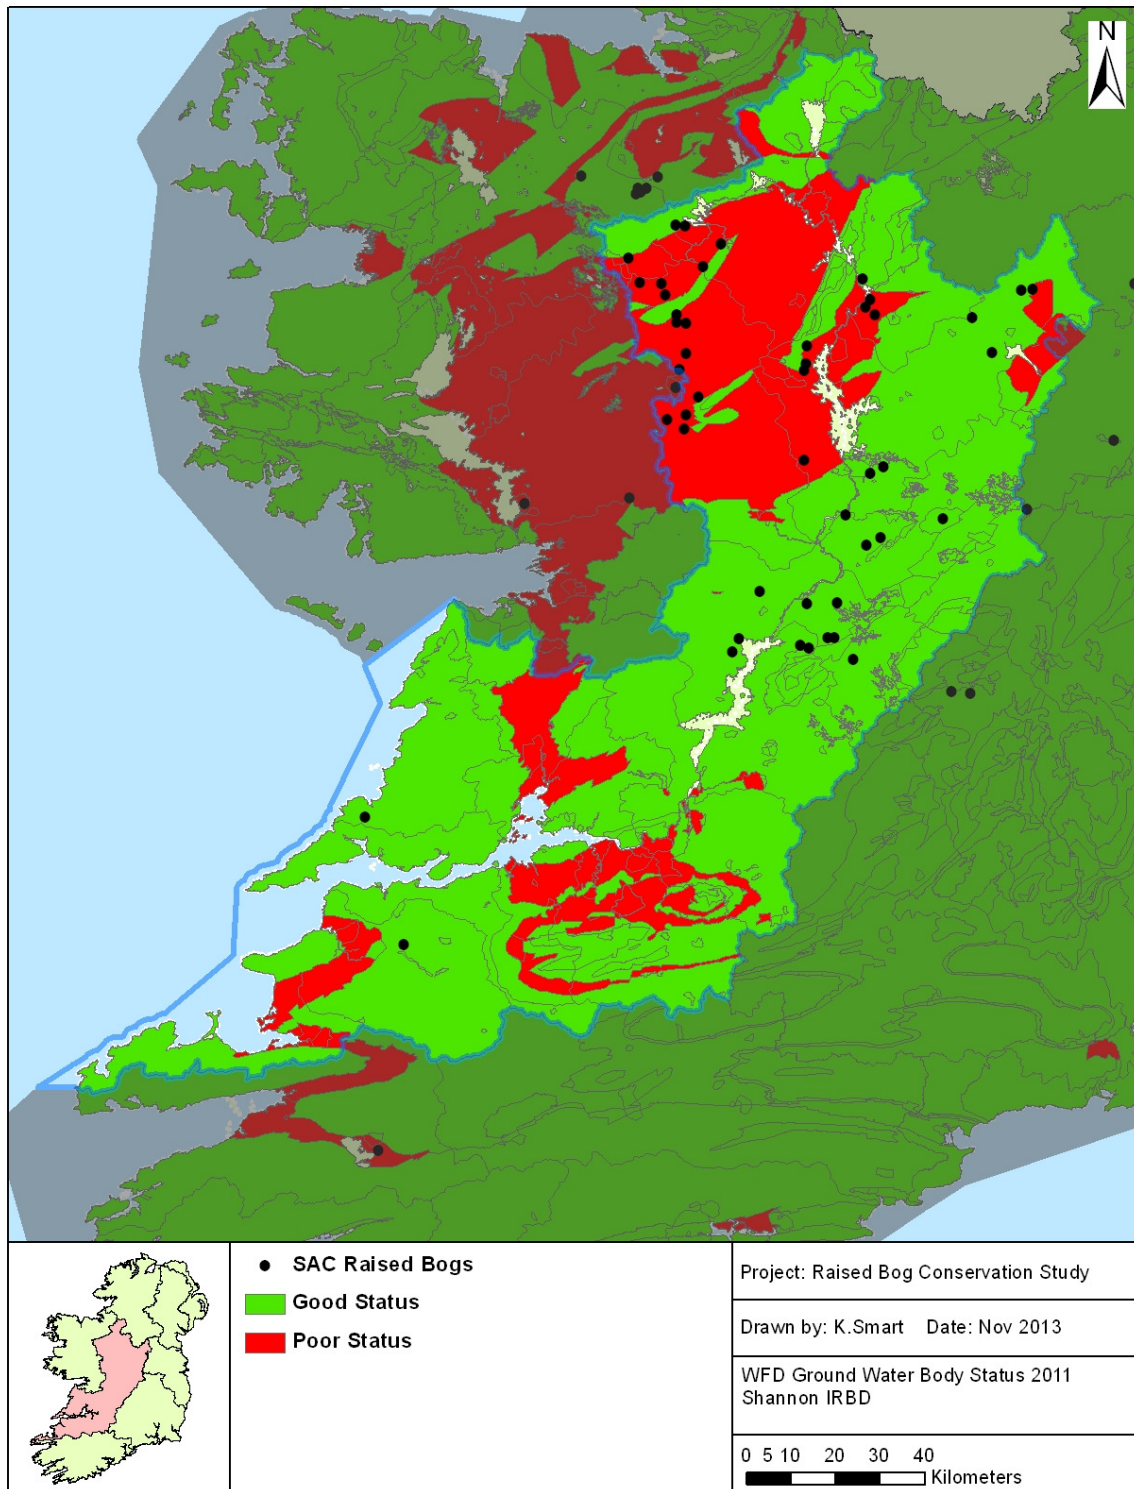 N
SAC Raised Bogs
Good Status
Poor Status
Project: Raised Bog Conservation Study
Drawn by: K.Smart Date: Nov 2013
WFD Ground Water Body Status 2011
Shannon IRBD
0 5 10 20 30 40
Kilometers